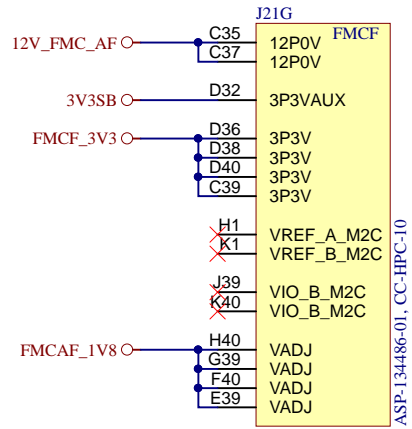 J21G
FMCF
12V_FMC_AF C35 12P0V
C37 12P0V
3V3SB D32 3P3VAUX
FMCF_3V3 D36 3P3V
D38 3P3V
D40 3P3V
C39 3P3V
H1 VREF_A_M2C
K1 VREF_B_M2C
J39 VIO_B_M2C
K40 VIO_B_M2C
FMCAF_1V8 H40 VADJ
G39 VADJ
F40 VADJ
E39 VADJ
ASP-134486-01, CC-HPC-10